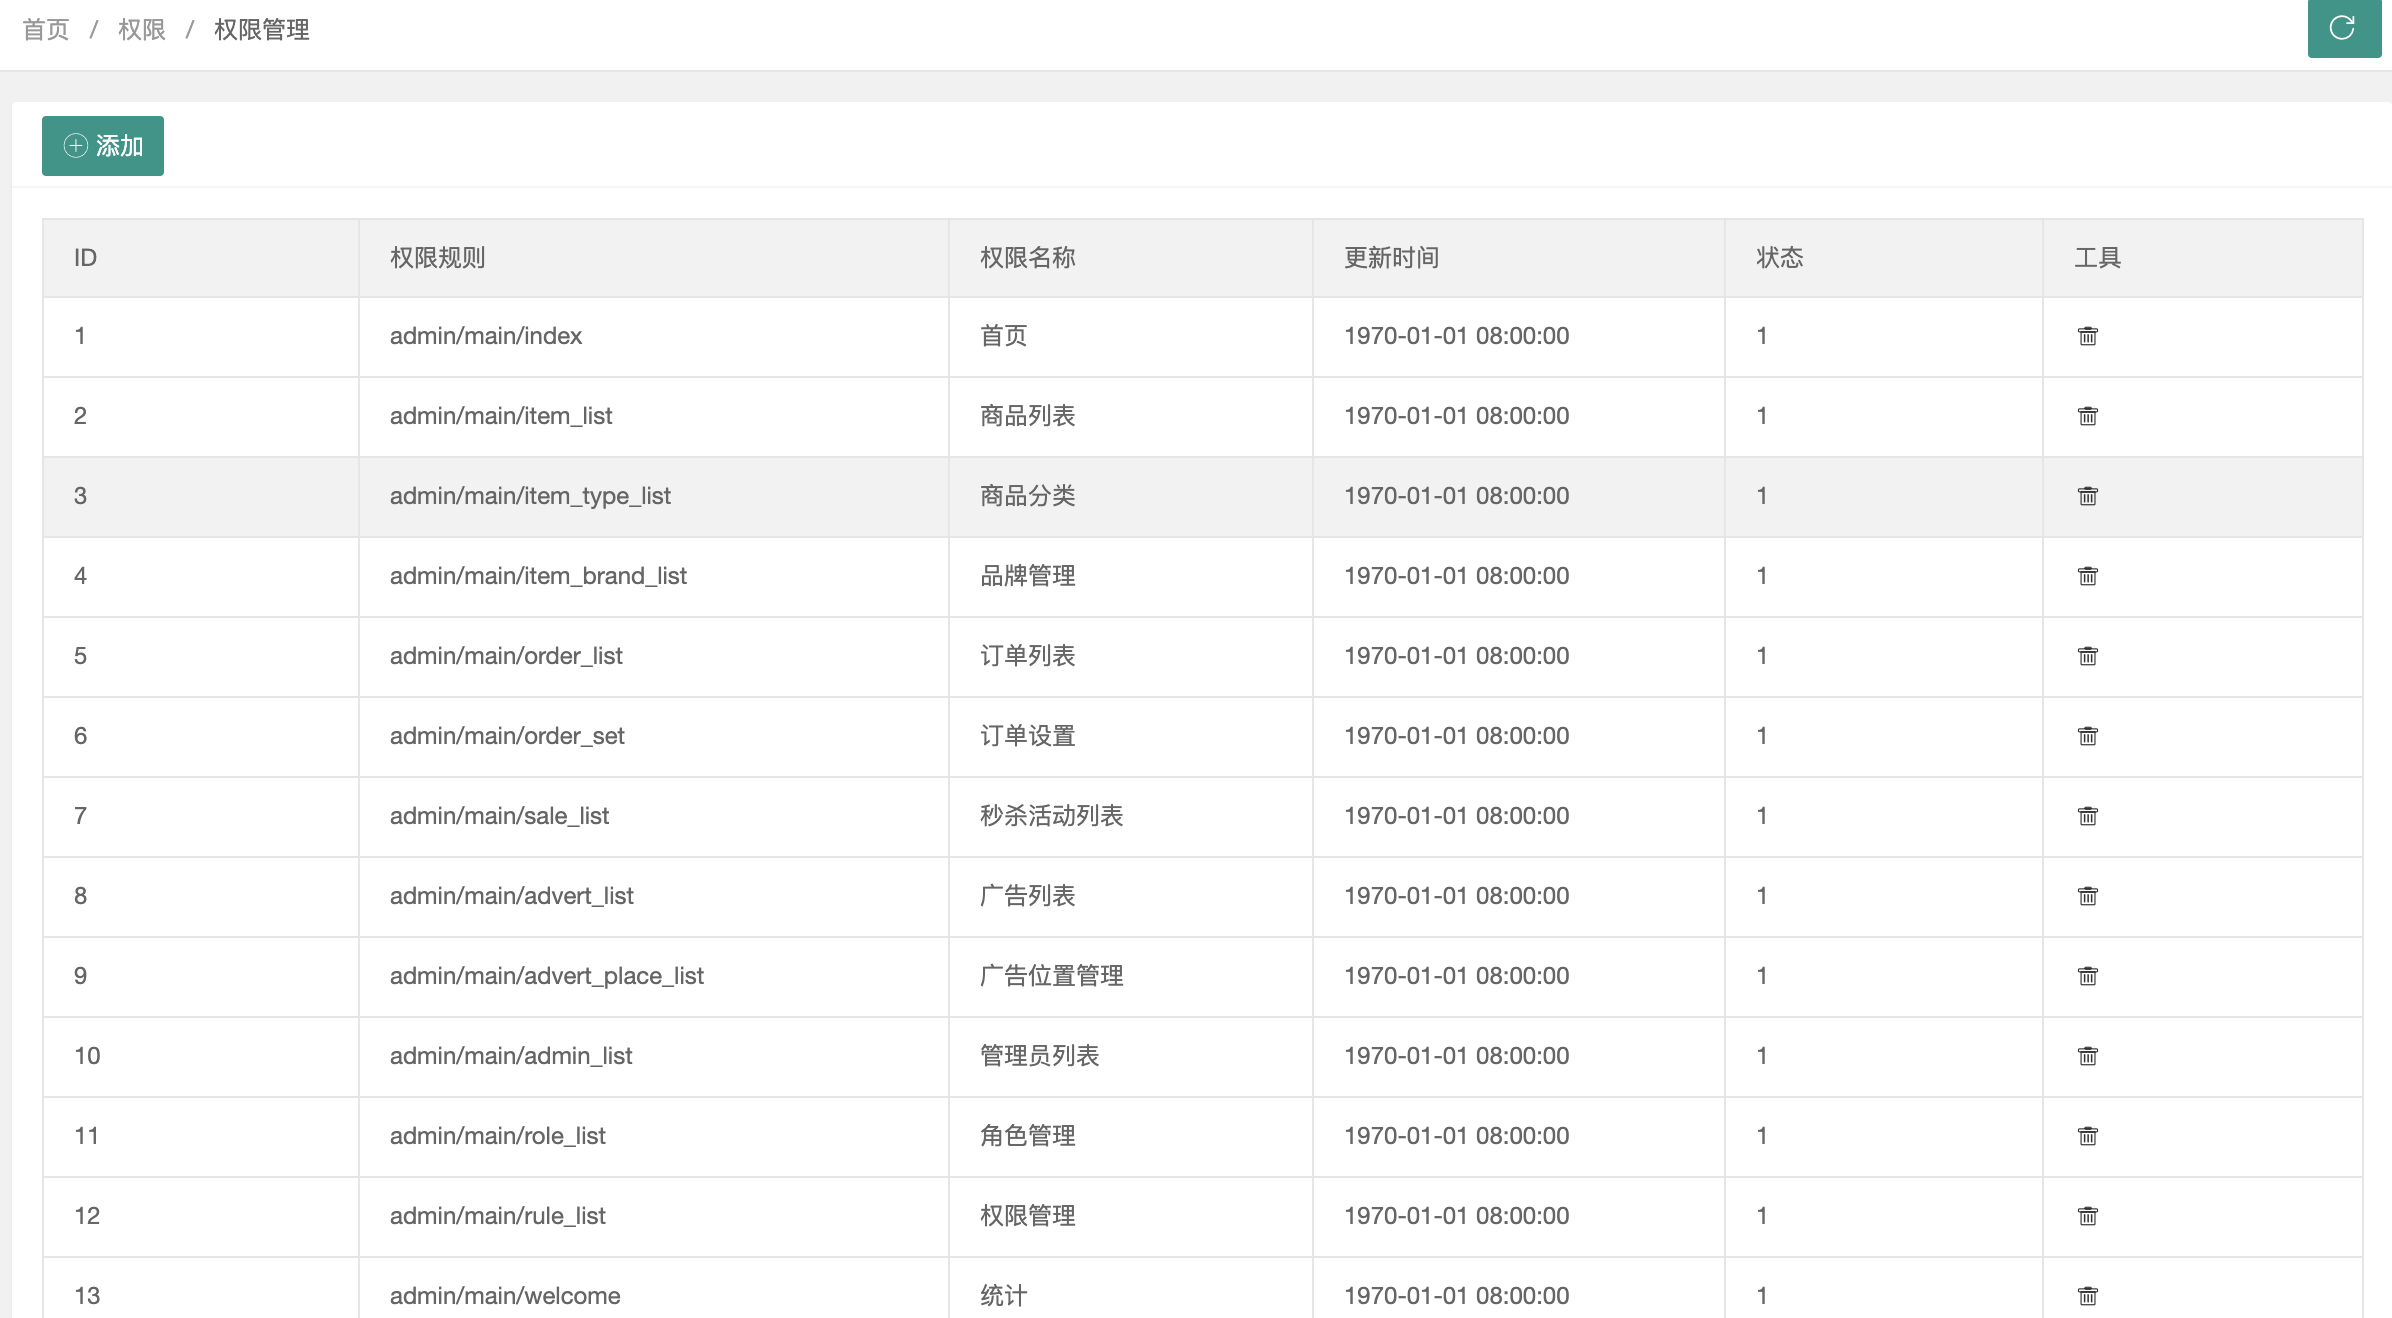 首页 / 权限 / 权限管理
添加
ID 权限规则 权限名称 更新时间 状态 工具
1 admin/main/index 首页 1970-01-01 08:00:00 1
2 admin/main/item_list 商品列表 1970-01-01 08:00:00 1
3 admin/main/item_type_list 商品分类 1970-01-01 08:00:00 1
4 admin/main/item_brand_list 品牌管理 1970-01-01 08:00:00 1
5 admin/main/order_list 订单列表 1970-01-01 08:00:00 1
6 admin/main/order_set 订单设置 1970-01-01 08:00:00 1
7 admin/main/sale_list 秒杀活动列表 1970-01-01 08:00:00 1
8 admin/main/advert_list 广告列表 1970-01-01 08:00:00 1
9 admin/main/advert_place_list 广告位置管理 1970-01-01 08:00:00 1
10 admin/main/admin_list 管理员列表 1970-01-01 08:00:00 1
11 admin/main/role_list 角色管理 1970-01-01 08:00:00 1
12 admin/main/rule_list 权限管理 1970-01-01 08:00:00 1
13 admin/main/welcome 统计 1970-01-01 08:00:00 1